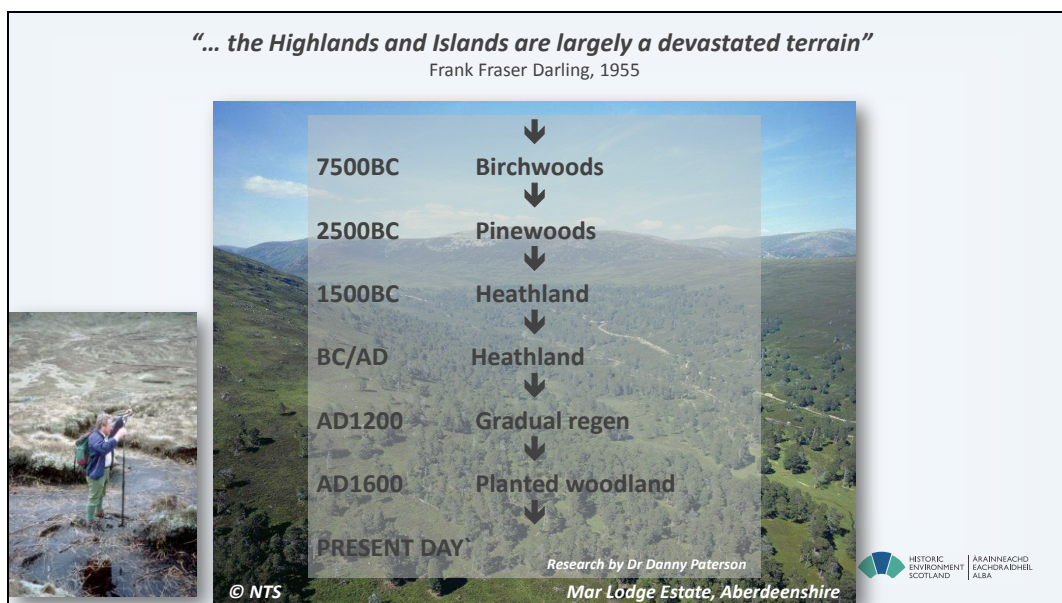 “... the Highlands and Islands are largely a devastated terrain”
Frank Fraser Darling, 1955
7500BC Birchwoods
2500BC Pinewoods
1500BC Heathland
BC/AD Heathland
AD1200 Gradual regen
AD1600 Planted woodland
PRESENT DAY`
Research by Dr Danny Paterson
© NTS Mar Lodge Estate, Aberdeenshire
HISTORIC ENVIRONMENT SCOTLAND
ÀRAINNEACHD EACHDRAIDHEIL ALBA